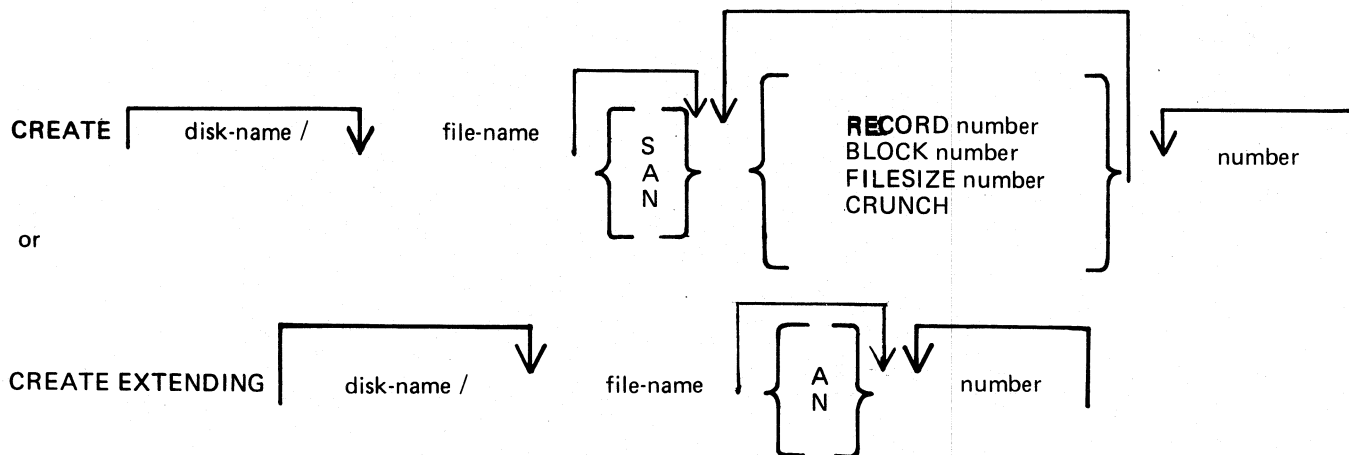 CREATE disk-name / file-name { S A N } { RECORD number
BLOCK number
FILESIZE number
CRUNCH } number
or
CREATE EXTENDING disk-name / file-name { A N } number